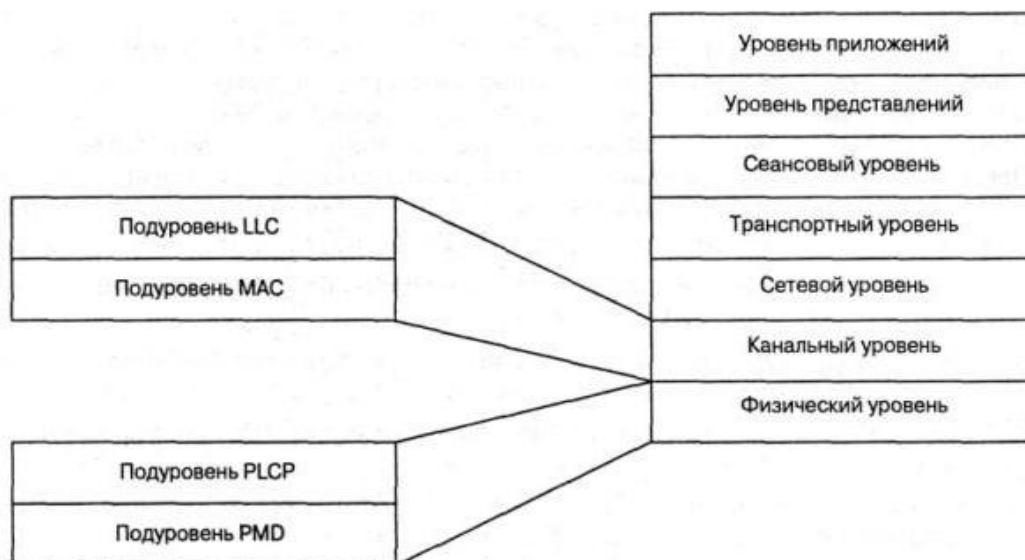 Уровень приложений
Уровень представлений
Сеансовый уровень
Транспортный уровень
Сетевой уровень
Канальный уровень
Физический уровень
Подуровень LLC
Подуровень MAC
Подуровень PLCP
Подуровень PMD